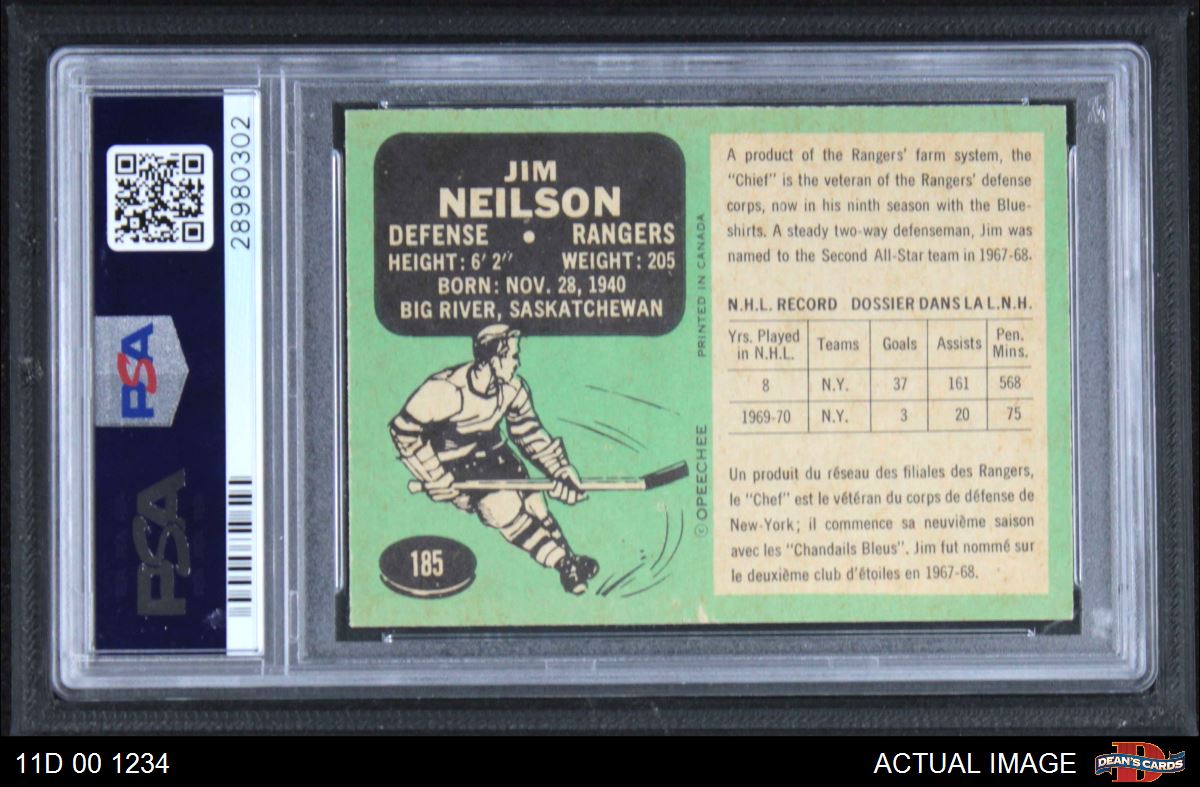 28980302
PSA
PSA
JIM
NEILSON
DEFENSE • RANGERS
HEIGHT: 6' 2" WEIGHT: 205
BORN: NOV. 28, 1940
BIG RIVER, SASKATCHEWAN
185
© OPEECHEE PRINTED IN CANADA
A product of the Rangers' farm system, the
"Chief" is the veteran of the Rangers' defense
corps, now in his ninth season with the Blue-
shirts. A steady two-way defenseman, Jim was
named to the Second All-Star team in 1967-68.
N.H.L. RECORD DOSSIER DANS LA L.N.H.
Yrs. Played in N.H.L. Teams Goals Assists Pen. Mins.
8 N.Y. 37 161 568
1969-70 N.Y. 3 20 75
Un produit du réseau des filiales des Rangers,
le "Chef" est le vétéran du corps de défense de
New-York; il commence sa neuvième saison
avec les "Chandails Bleus". Jim fut nommé sur
le deuxième club d'étoiles en 1967-68.
11D 00 1234
ACTUAL IMAGE
DEAN'S CARDS